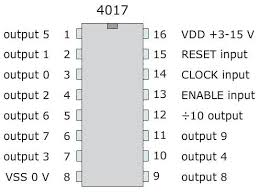 4017
output 5 1 16 VDD +3-15 V
output 1 2 15 RESET input
output 0 3 14 CLOCK input
output 2 4 13 ENABLE input
output 6 5 12 ÷10 output
output 7 6 11 output 9
output 3 7 10 output 4
VSS 0 V 8 9 output 8